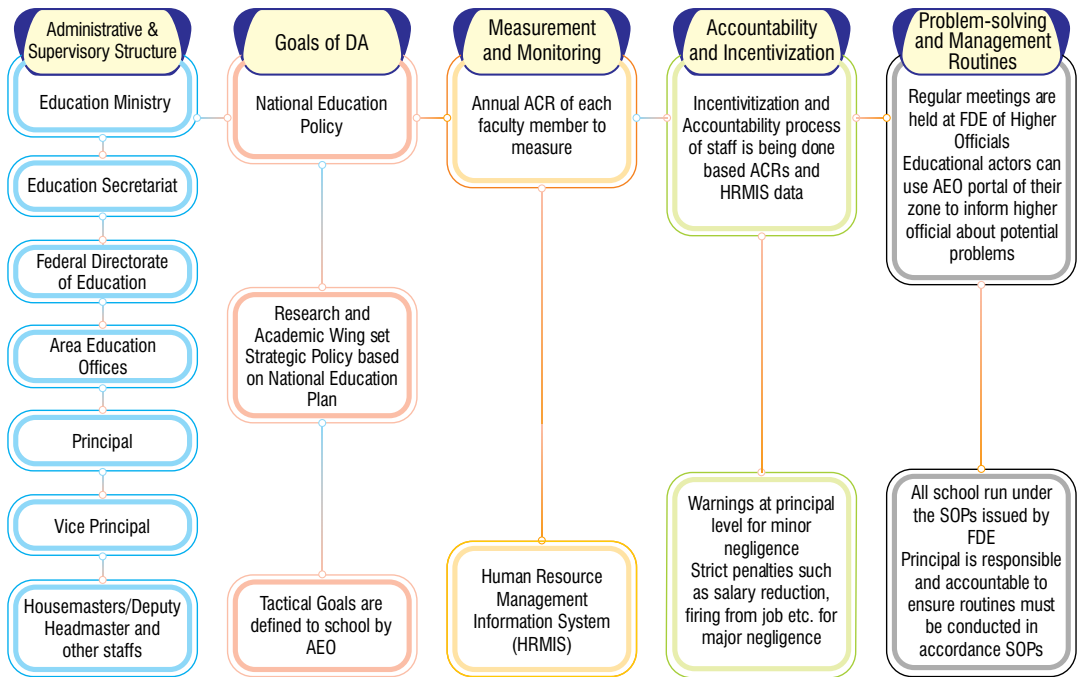 Administrative &
Supervisory Structure
Education Ministry
Education Secretariat
Federal Directorate
of Education
Area Education
Offices
Principal
Vice Principal
Housemasters/Deputy
Headmaster and
other staffs
Goals of DA
National Education
Policy
Research and
Academic Wing set
Strategic Policy based
on National Education
Plan
Tactical Goals are
defined to school by
AEO
Measurement
and Monitoring
Annual ACR of each
faculty member to
measure
Human Resource
Management
Information System
(HRMIS)
Accountability
and Incentivization
Incentivitization and
Accountability process
of staff is being done
based ACRs and
HRMIS data
Warnings at principal
level for minor
negligence
Strict penalties such
as salary reduction,
firing from job etc. for
major negligence
Problem-solving
and Management
Routines
Regular meetings are
held at FDE of Higher
Officials
Educational actors can
use AEO portal of their
zone to inform higher
official about potential
problems
All school run under
the SOPs issued by
FDE
Principal is responsible
and accountable to
ensure routines must
be conducted in
accordance SOPs